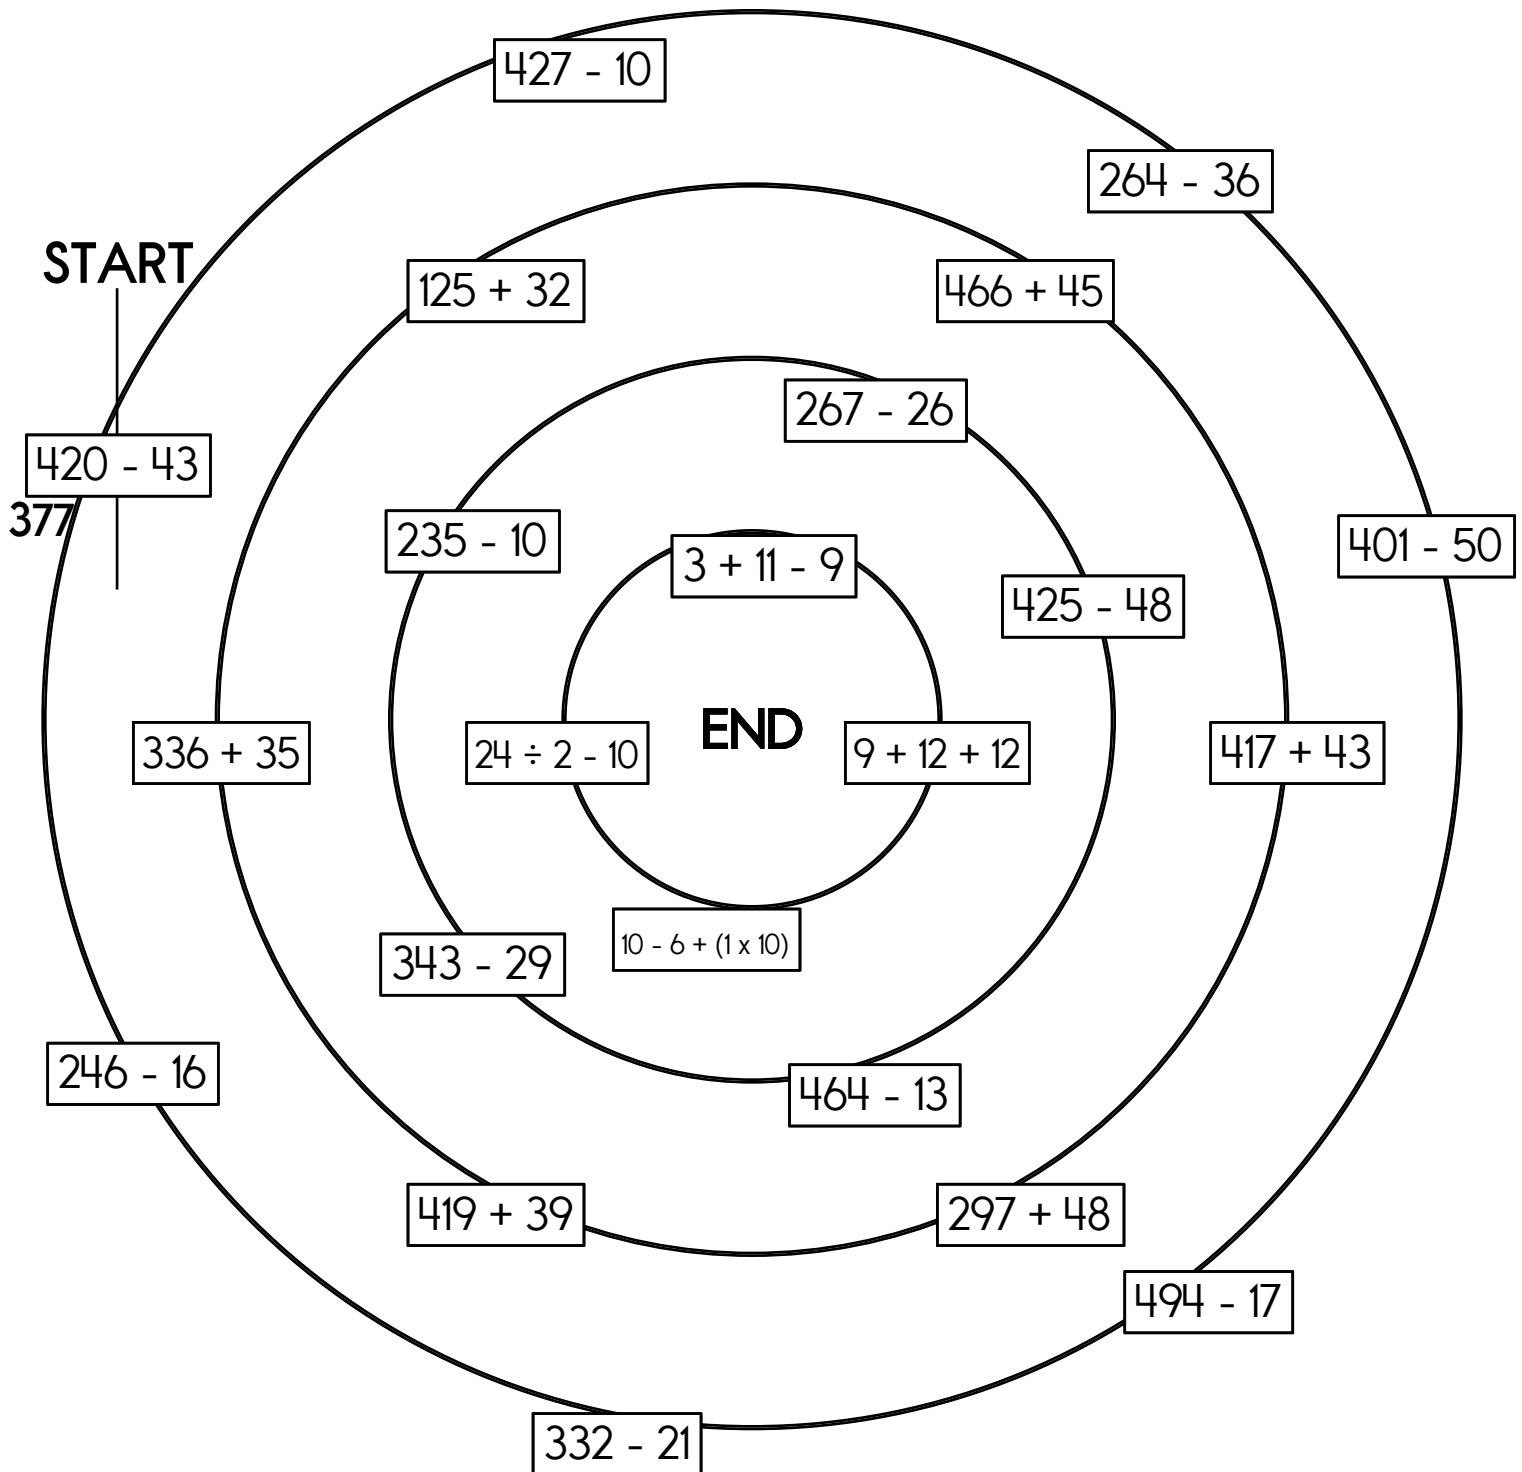 427 - 10
264 - 36
START
125 + 32
466 + 45
267 - 26
420 - 43
377
235 - 10
401 - 50
3 + 11 - 9
425 - 48
END
336 + 35
24 ÷ 2 - 10
9 + 12 + 12
417 + 43
10 - 6 + (1 x 10)
343 - 29
246 - 16
464 - 13
419 + 39
297 + 48
494 - 17
332 - 21